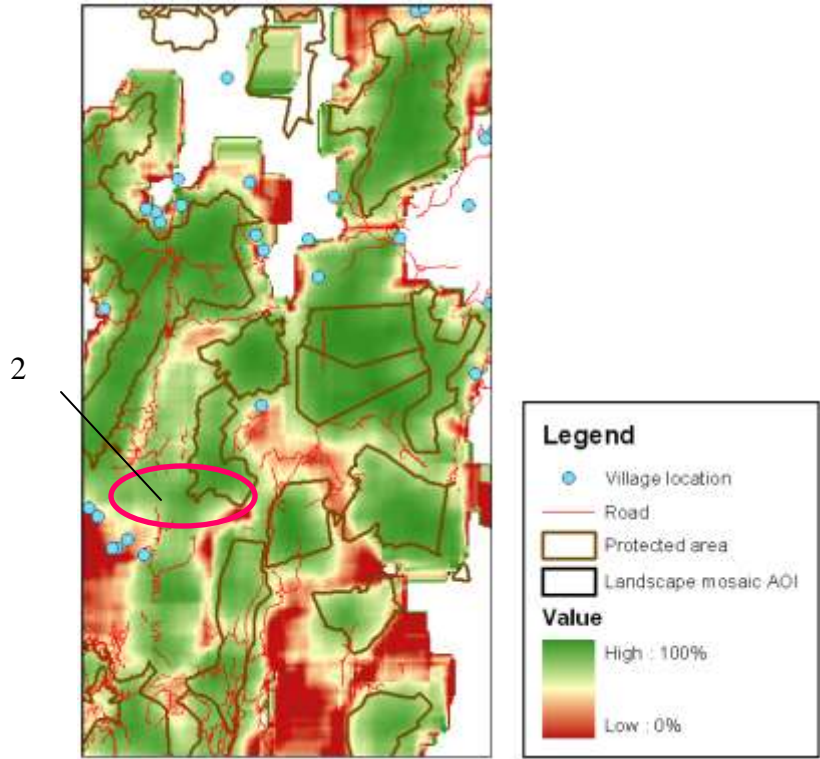 2
Legend
Village location
Road
Protected area
Landscape mosaic AOI
Value
High : 100%
Low : 0%